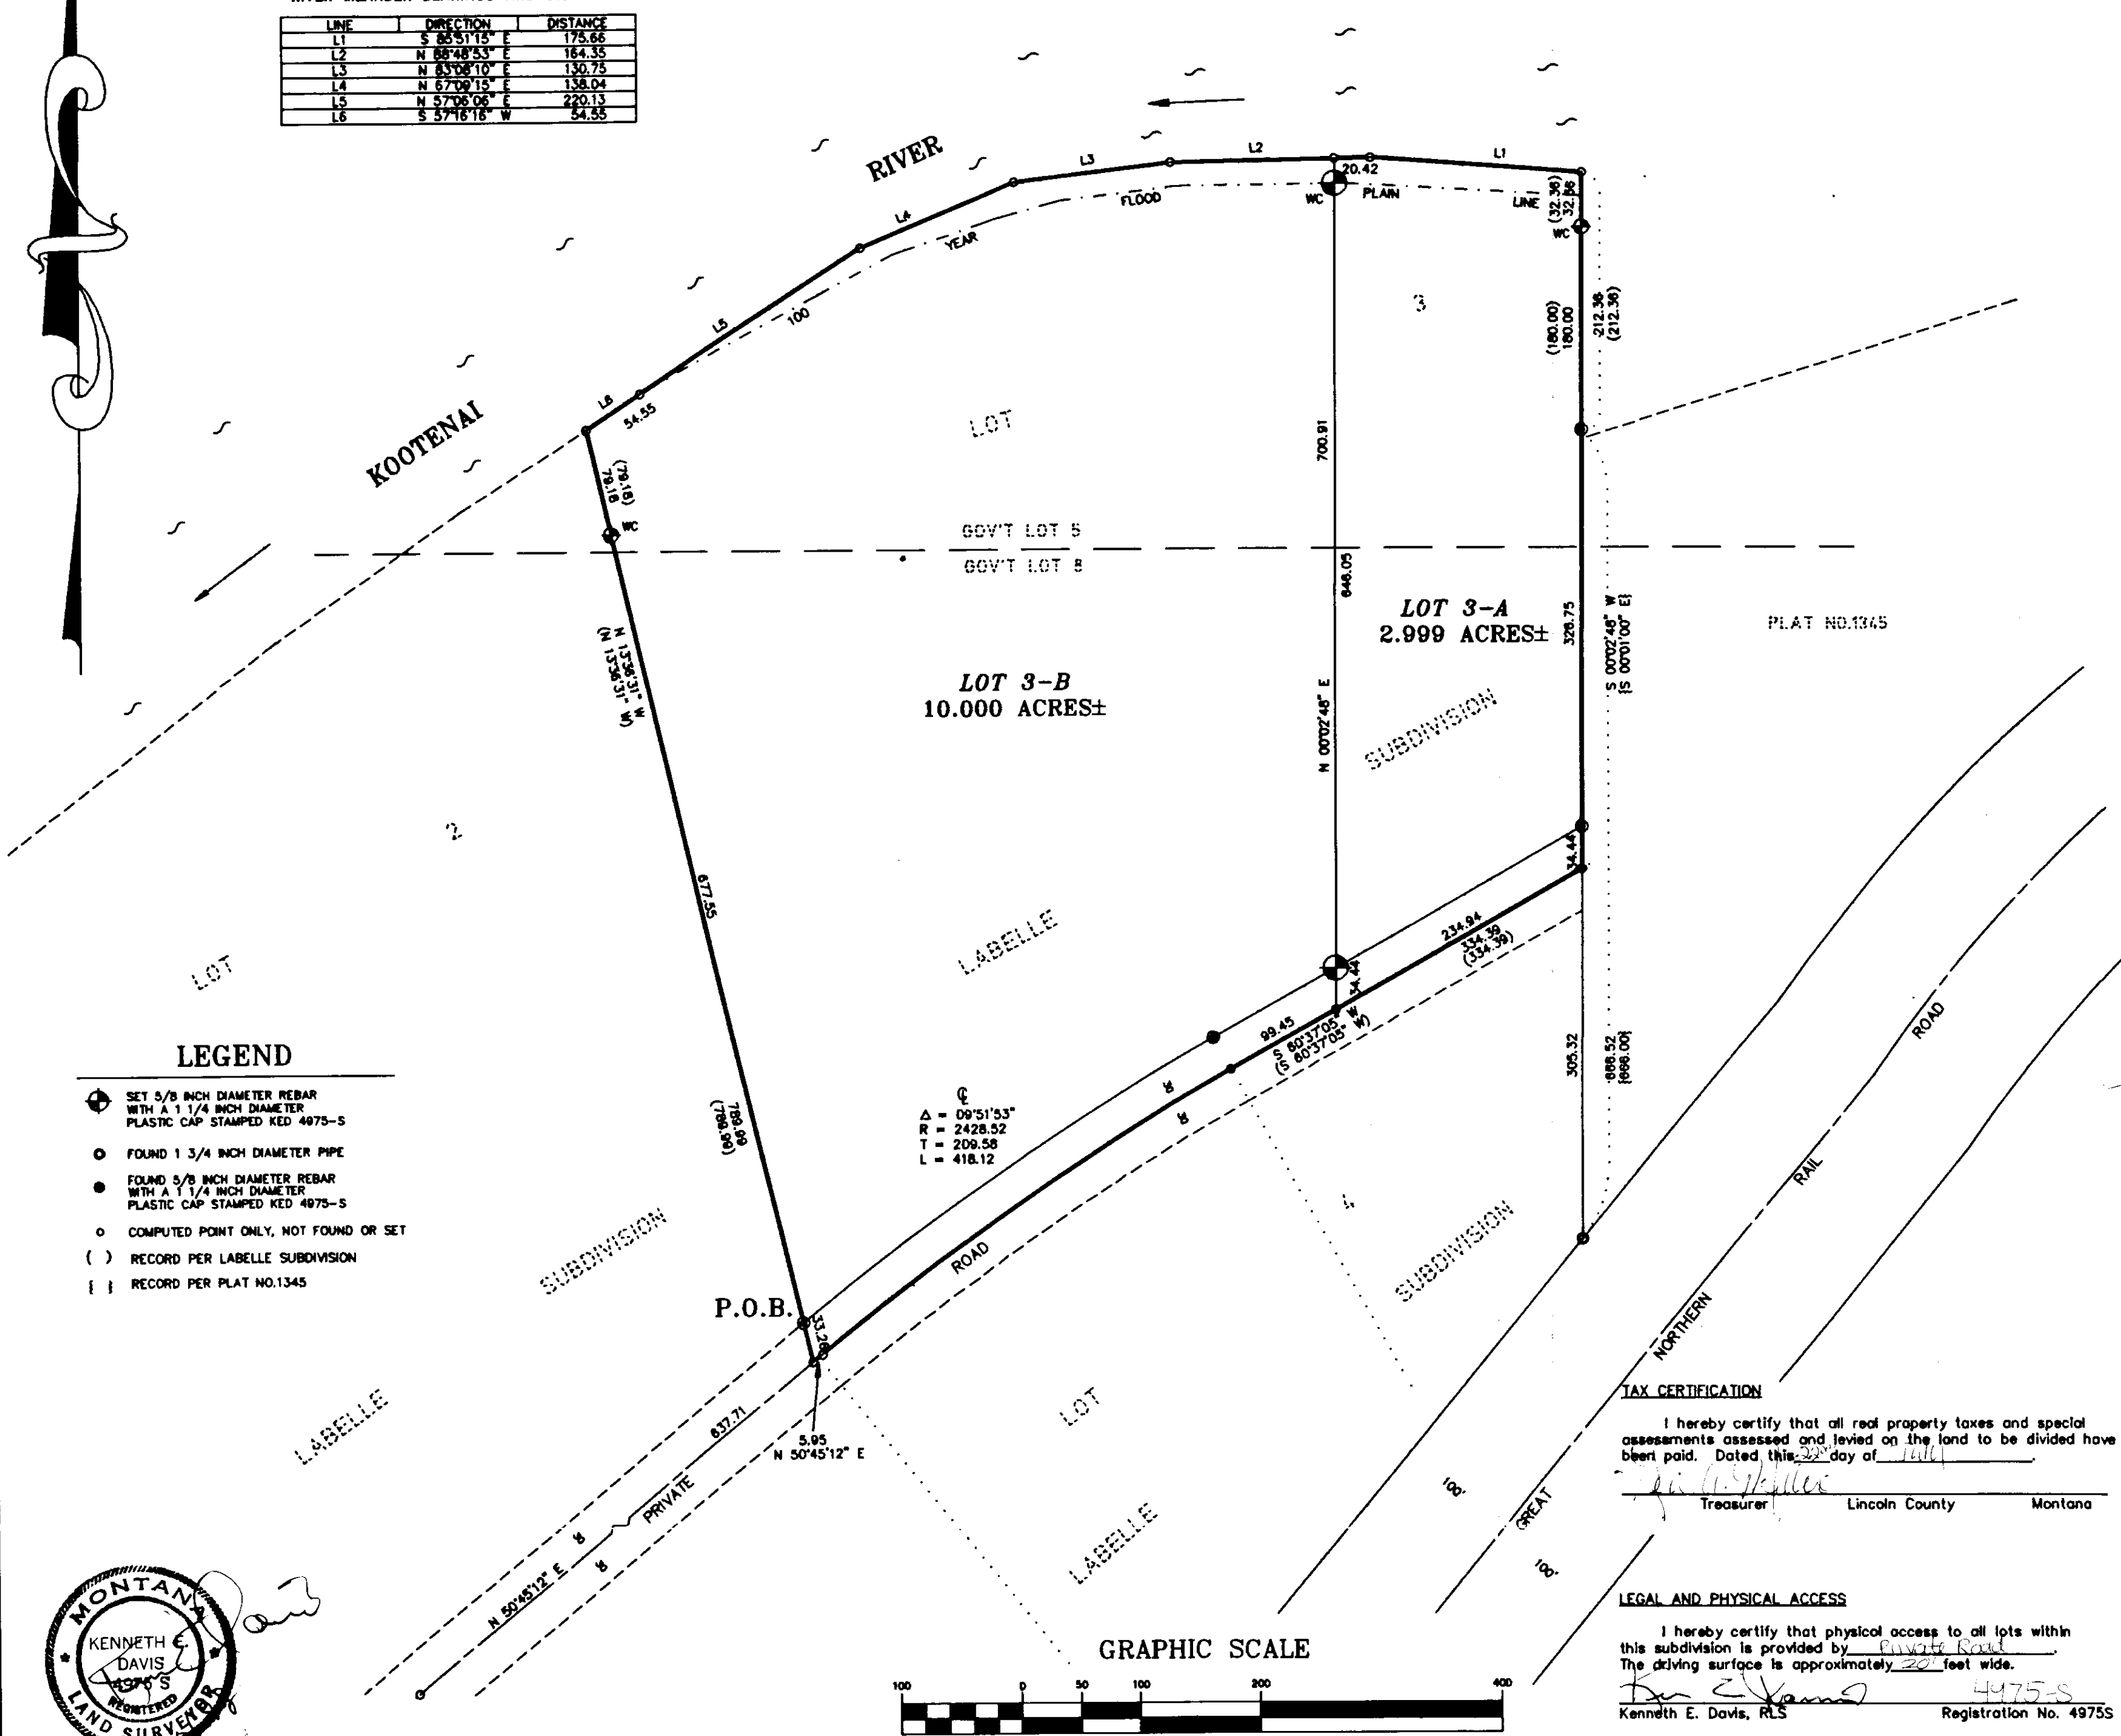 LINE DIRECTION DISTANCE
L1 S 85°51'15" E 175.66
L2 N 88°48'53" E 164.35
L3 N 83°06'10" E 130.75
L4 N 67°09'15" E 138.04
L5 N 57°06'06" E 220.13
L6 S 57°16'16" W 54.55
KOOTENAI
RIVER
L6
L5
L4
L3
L2
L1
54.55
20.42
100
YEAR
FLOOD
PLAIN
LINE
WC
WC
WC
(32.36)
32.36
(180.00)
180.00
212.36
(212.36)
3
LOT
(79.18)
79.18
700.91
646.05
GOV'T LOT 5
GOV'T LOT 8
LOT 3-A
2.999 ACRES±
328.75
S 00°02'48" W
{S 00°01'00" E}
PLAT NO.1345
N 13°36'31" W
(N 13°36'31" W)
LOT 3-B
10.000 ACRES±
N 00°02'48" E
SUBDIVISION
2
LOT
677.55
LABELLE
34.44
234.94
334.39
(334.39)
34.44
99.45
S 60°37'05" W
(S 60°37'05" W)
305.32
666.52
{666.00}
789.99
(789.99)
℄
Δ = 09°51'53"
R = 2428.52
T = 209.58
L = 418.12
LEGEND
SET 5/8 INCH DIAMETER REBAR
WITH A 1 1/4 INCH DIAMETER
PLASTIC CAP STAMPED KED 4975-S
FOUND 1 3/4 INCH DIAMETER PIPE
FOUND 5/8 INCH DIAMETER REBAR
WITH A 1 1/4 INCH DIAMETER
PLASTIC CAP STAMPED KED 4975-S
COMPUTED POINT ONLY, NOT FOUND OR SET
( ) RECORD PER LABELLE SUBDIVISION
{ } RECORD PER PLAT NO.1345
SUBDIVISION
LABELLE
P.O.B.
33.26
5.95
N 50°45'12" E
637.71
N 50°45'12" E
PRIVATE
ROAD
4
SUBDIVISION
LOT
LABELLE
100'
100'
GREAT
NORTHERN
RAIL
ROAD
TAX CERTIFICATION
I hereby certify that all real property taxes and special
assessments assessed and levied on the land to be divided have
been paid. Dated this 22nd day of
Treasurer Lincoln County Montana
LEGAL AND PHYSICAL ACCESS
I hereby certify that physical access to all lots within
this subdivision is provided by Private Road
The driving surface is approximately 20' feet wide.
4975-S
Kenneth E. Davis, RLS Registration No. 4975S
GRAPHIC SCALE
100 0 50 100 200 400
MONTANA
KENNETH E.
DAVIS
4975 S
REGISTERED
LAND SURVEYOR